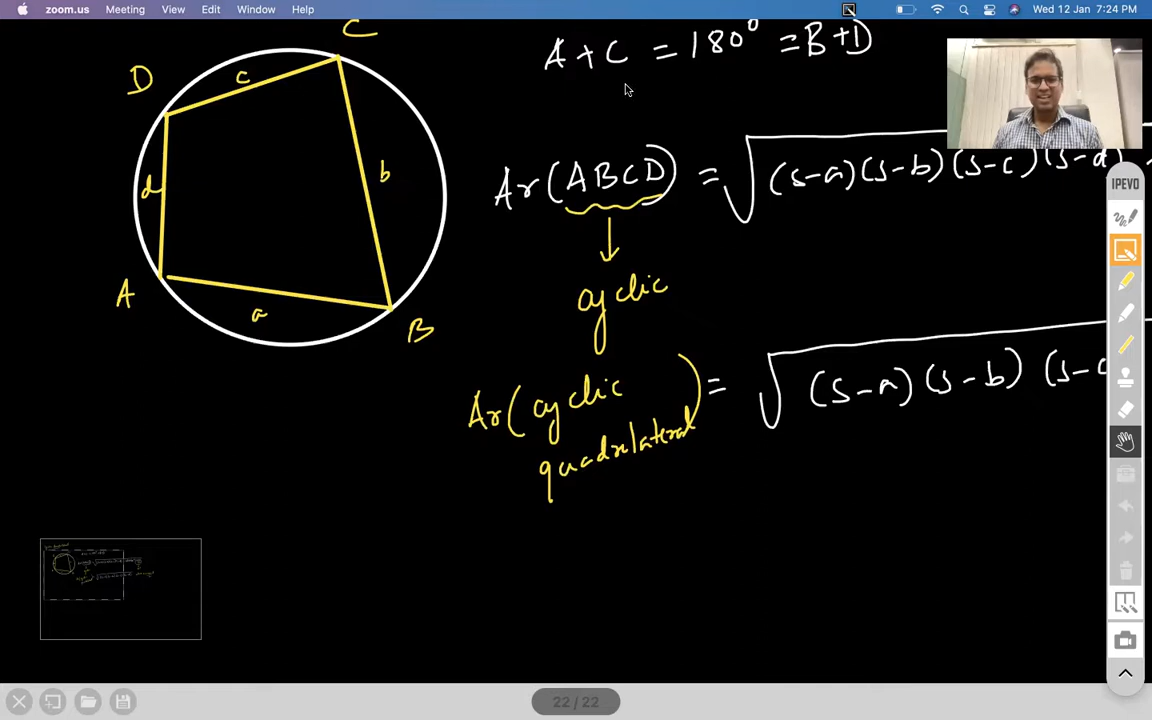 zoom.us Meeting View Edit Window Help Wed 12 Jan 7:24 PM
C
A + C = 180° = B + D
D
c
IPEVO
Ar(ABCD) = √(s-a)(s-b)(s-c)(s-d)
b
d
cyclic
A
a
B
Ar(cyclic quadrilateral) = √(s-a)(s-b)(s-c
22/22